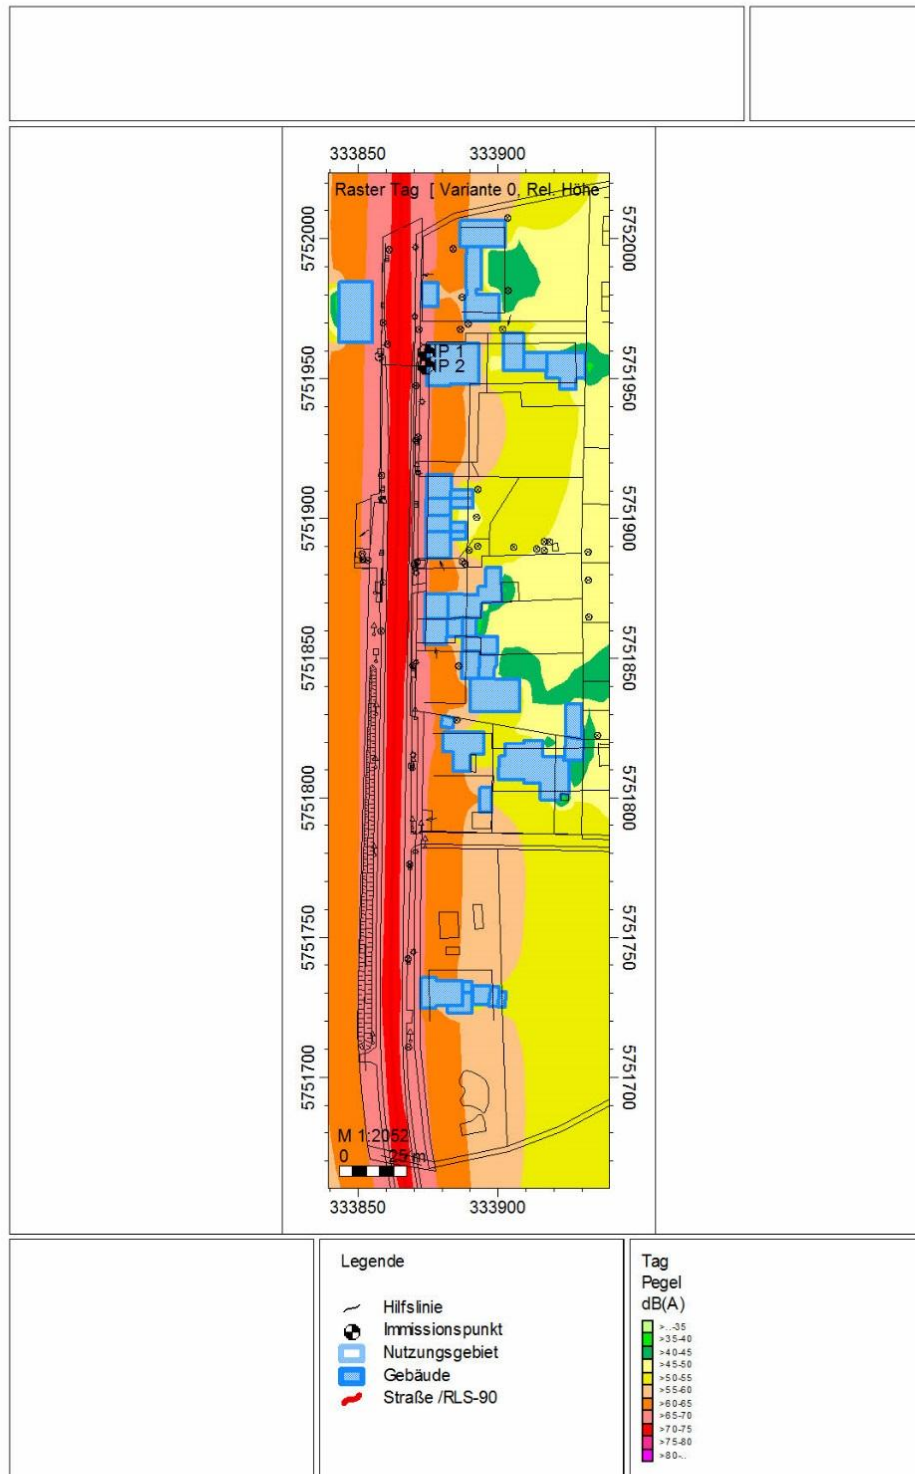 333850 333900
Raster Tag [ Variante 0, Rel. Höhe
5752000 5752000
IP 1
IP 2
5751950 5751950
5751900 5751900
5751850 5751850
5751800 5751800
5751750 5751750
5751700 5751700
M 1:2052
0 25 m
333850 333900
Legende
Hilfslinie
Immissionspunkt
Nutzungsgebiet
Gebäude
Straße /RLS-90
Tag
Pegel
dB(A)
>..-35
>35-40
>40-45
>45-50
>50-55
>55-60
>60-65
>65-70
>70-75
>75-80
>80-..